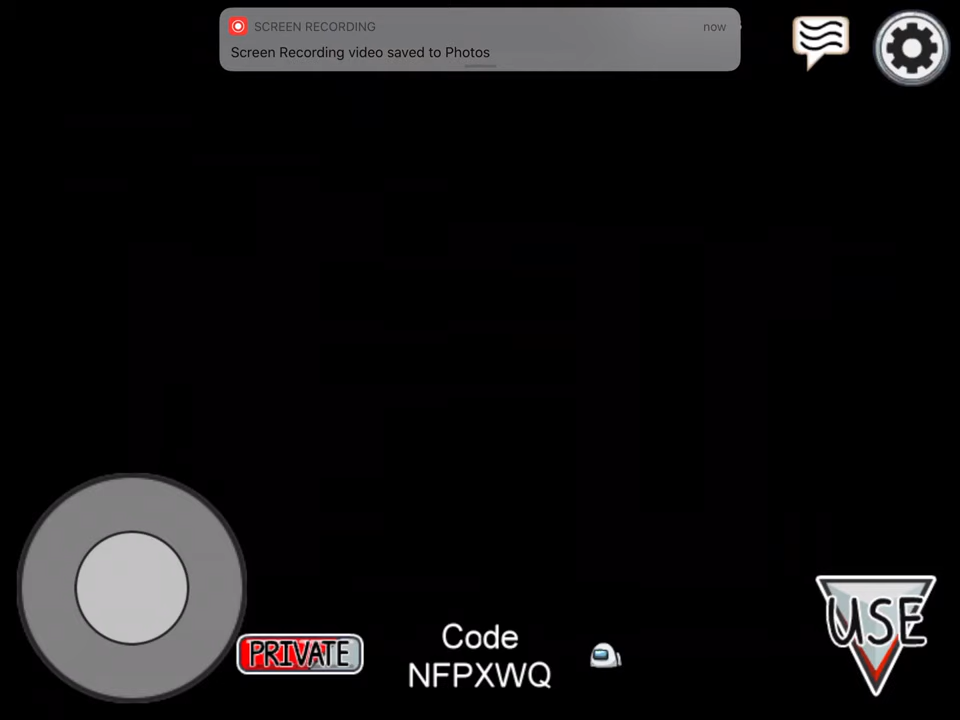 SCREEN RECORDING
now
Screen Recording video saved to Photos
PRIVATE
Code
NFPXWQ
USE